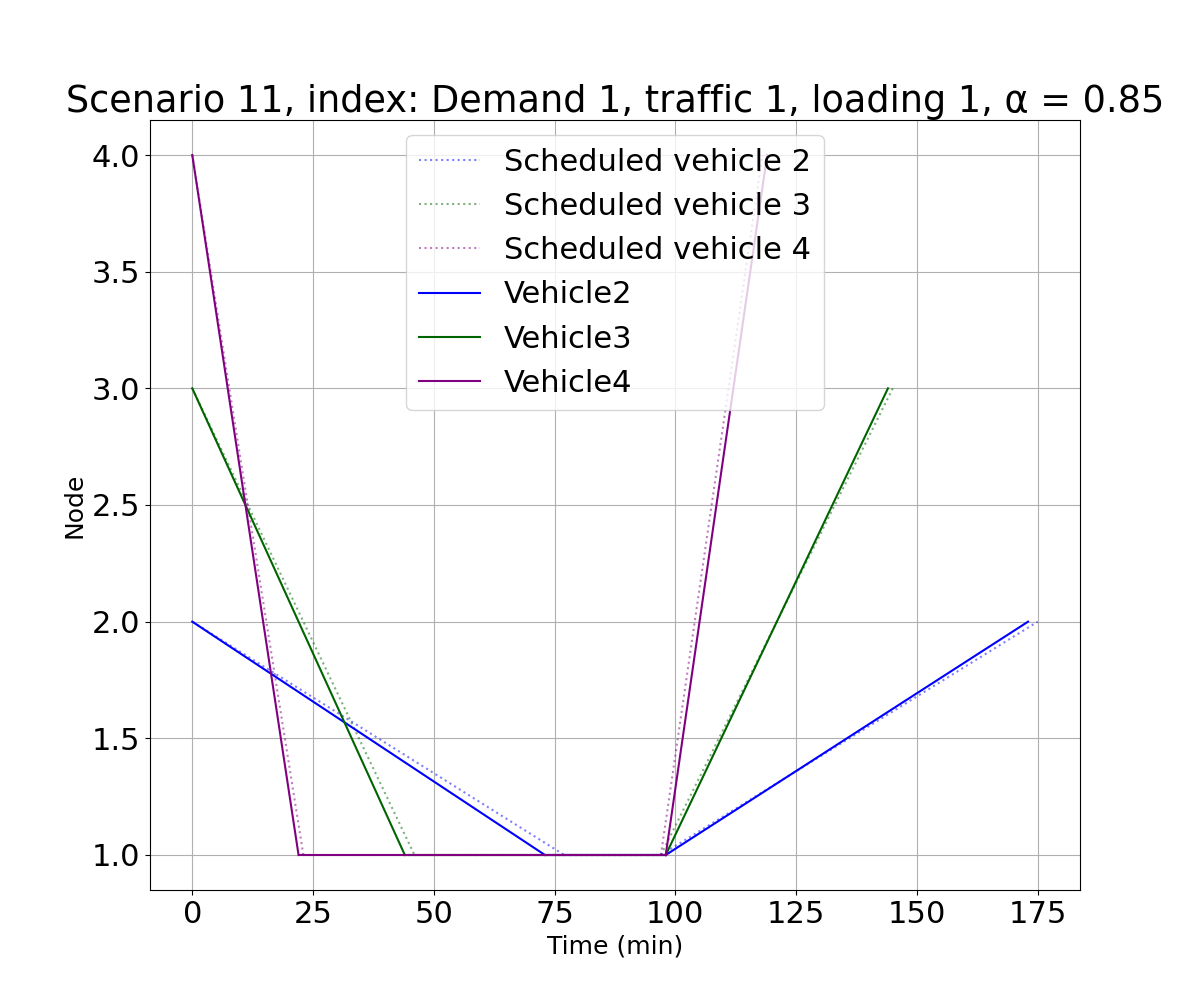 Scenario 11, index: Demand 1, traffic 1, loading 1, α = 0.85
4.0
3.5
3.0
2.5
2.0
1.5
1.0
Node
Scheduled vehicle 2
Scheduled vehicle 3
Scheduled vehicle 4
Vehicle2
Vehicle3
Vehicle4
0 25 50 75 100 125 150 175
Time (min)